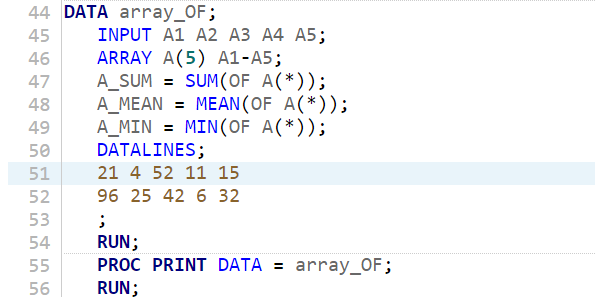 44 DATA array_OF;
45 INPUT A1 A2 A3 A4 A5;
46 ARRAY A(5) A1-A5;
47 A_SUM = SUM(OF A(*));
48 A_MEAN = MEAN(OF A(*));
49 A_MIN = MIN(OF A(*));
50 DATALINES;
51 21 4 52 11 15
52 96 25 42 6 32
53 ;
54 RUN;
55 PROC PRINT DATA = array_OF;
56 RUN;